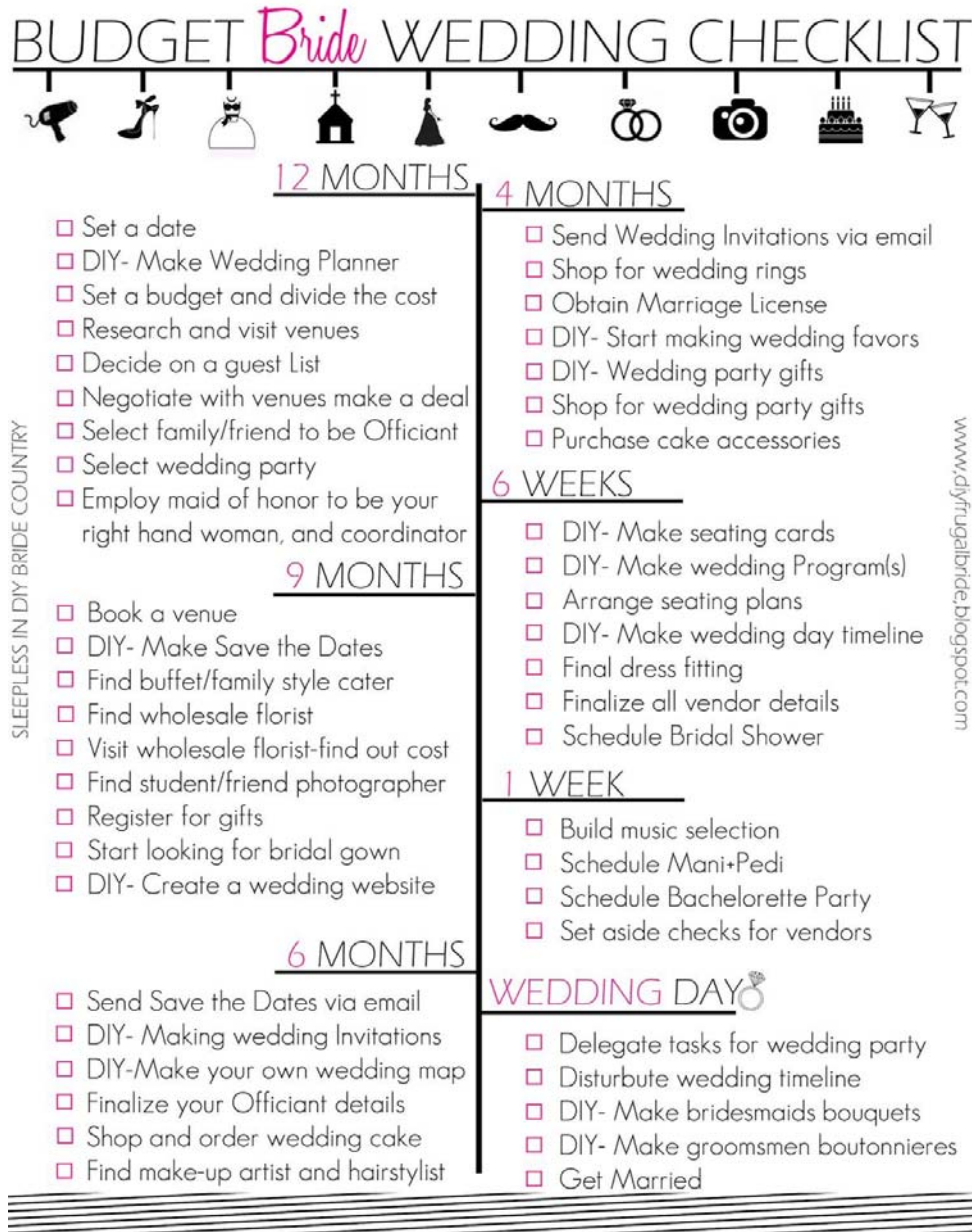 BUDGET Bride WEDDING CHECKLIST
12 MONTHS
Set a date
DIY- Make Wedding Planner
Set a budget and divide the cost
Research and visit venues
Decide on a guest List
Negotiate with venues make a deal
Select family/friend to be Officiant
Select wedding party
Employ maid of honor to be your
right hand woman, and coordinator
9 MONTHS
Book a venue
DIY- Make Save the Dates
Find buffet/family style cater
Find wholesale florist
Visit wholesale florist-find out cost
Find student/friend photographer
Register for gifts
Start looking for bridal gown
DIY- Create a wedding website
6 MONTHS
Send Save the Dates via email
DIY- Making wedding Invitations
DIY-Make your own wedding map
Finalize your Officiant details
Shop and order wedding cake
Find make-up artist and hairstylist
4 MONTHS
Send Wedding Invitations via email
Shop for wedding rings
Obtain Marriage License
DIY- Start making wedding favors
DIY- Wedding party gifts
Shop for wedding party gifts
Purchase cake accessories
6 WEEKS
DIY- Make seating cards
DIY- Make wedding Program(s)
Arrange seating plans
DIY- Make wedding day timeline
Final dress fitting
Finalize all vendor details
Schedule Bridal Shower
1 WEEK
Build music selection
Schedule Mani+Pedi
Schedule Bachelorette Party
Set aside checks for vendors
WEDDING DAY
Delegate tasks for wedding party
Disturbute wedding timeline
DIY- Make bridesmaids bouquets
DIY- Make groomsmen boutonnieres
Get Married
SLEEPLESS IN DIY BRIDE COUNTRY
www.diyfrugalbride.blogspot.com